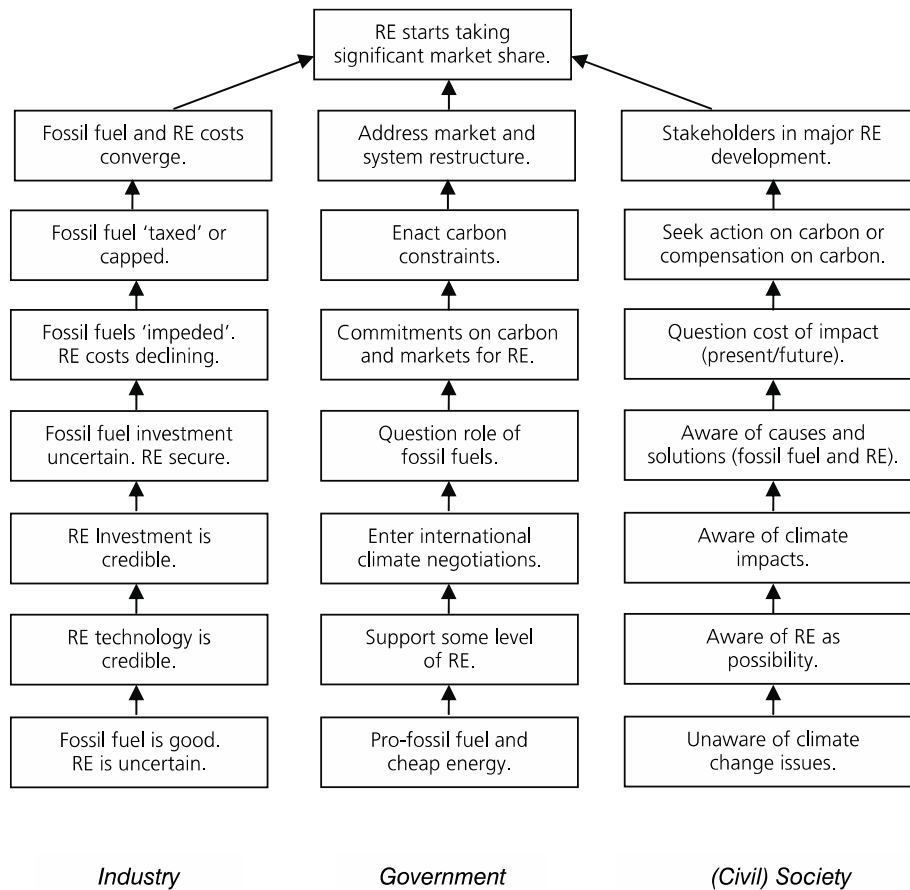 RE starts taking
significant market share.
Fossil fuel and RE costs
converge.
Address market and
system restructure.
Stakeholders in major RE
development.
Fossil fuel ‘taxed’ or
capped.
Enact carbon
constraints.
Seek action on carbon or
compensation on carbon.
Fossil fuels ‘impeded’.
RE costs declining.
Commitments on carbon
and markets for RE.
Question cost of impact
(present/future).
Fossil fuel investment
uncertain. RE secure.
Question role of
fossil fuels.
Aware of causes and
solutions (fossil fuel and RE).
RE Investment is
credible.
Enter international
climate negotiations.
Aware of climate
impacts.
RE technology is
credible.
Support some level
of RE.
Aware of RE as
possibility.
Fossil fuel is good.
RE is uncertain.
Pro-fossil fuel and
cheap energy.
Unaware of climate
change issues.
Industry
Government
(Civil) Society